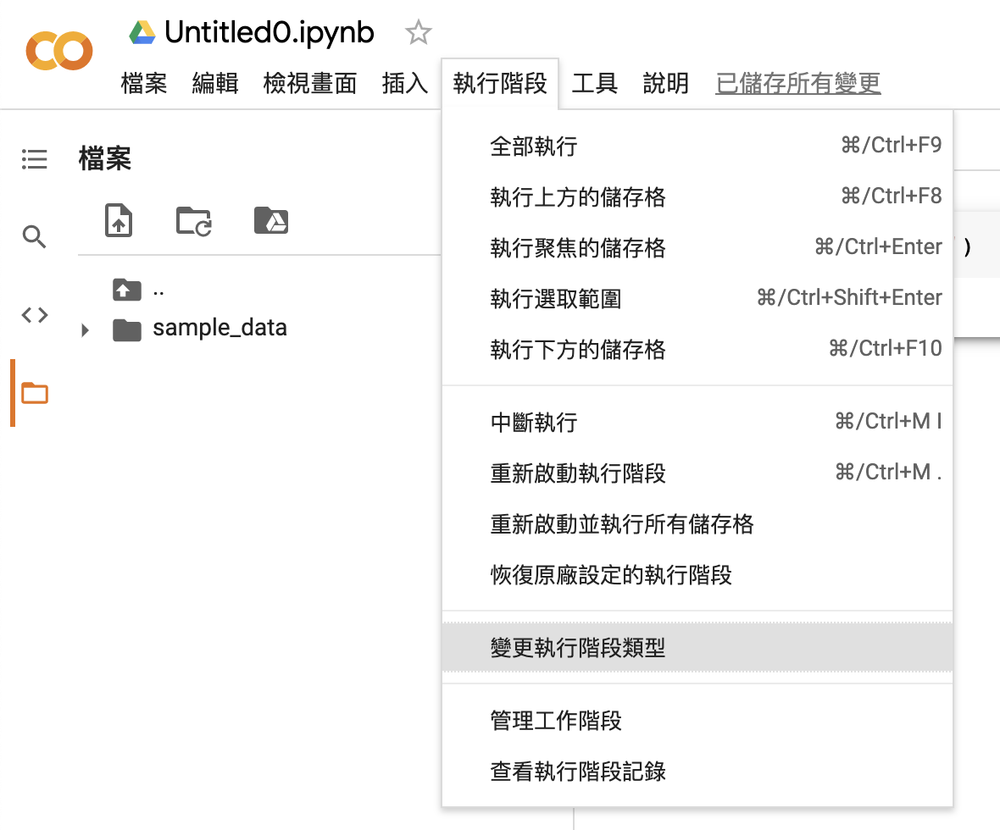 Untitled0.ipynb
檔案 編輯 檢視畫面 插入 執行階段 工具 說明 已儲存所有變更
檔案
..
sample_data
全部執行 ⌘/Ctrl+F9
執行上方的儲存格 ⌘/Ctrl+F8
執行聚焦的儲存格 ⌘/Ctrl+Enter )
執行選取範圍 ⌘/Ctrl+Shift+Enter
執行下方的儲存格 ⌘/Ctrl+F10
中斷執行 ⌘/Ctrl+M I
重新啟動執行階段 ⌘/Ctrl+M .
重新啟動並執行所有儲存格
恢復原廠設定的執行階段
變更執行階段類型
管理工作階段
查看執行階段記錄